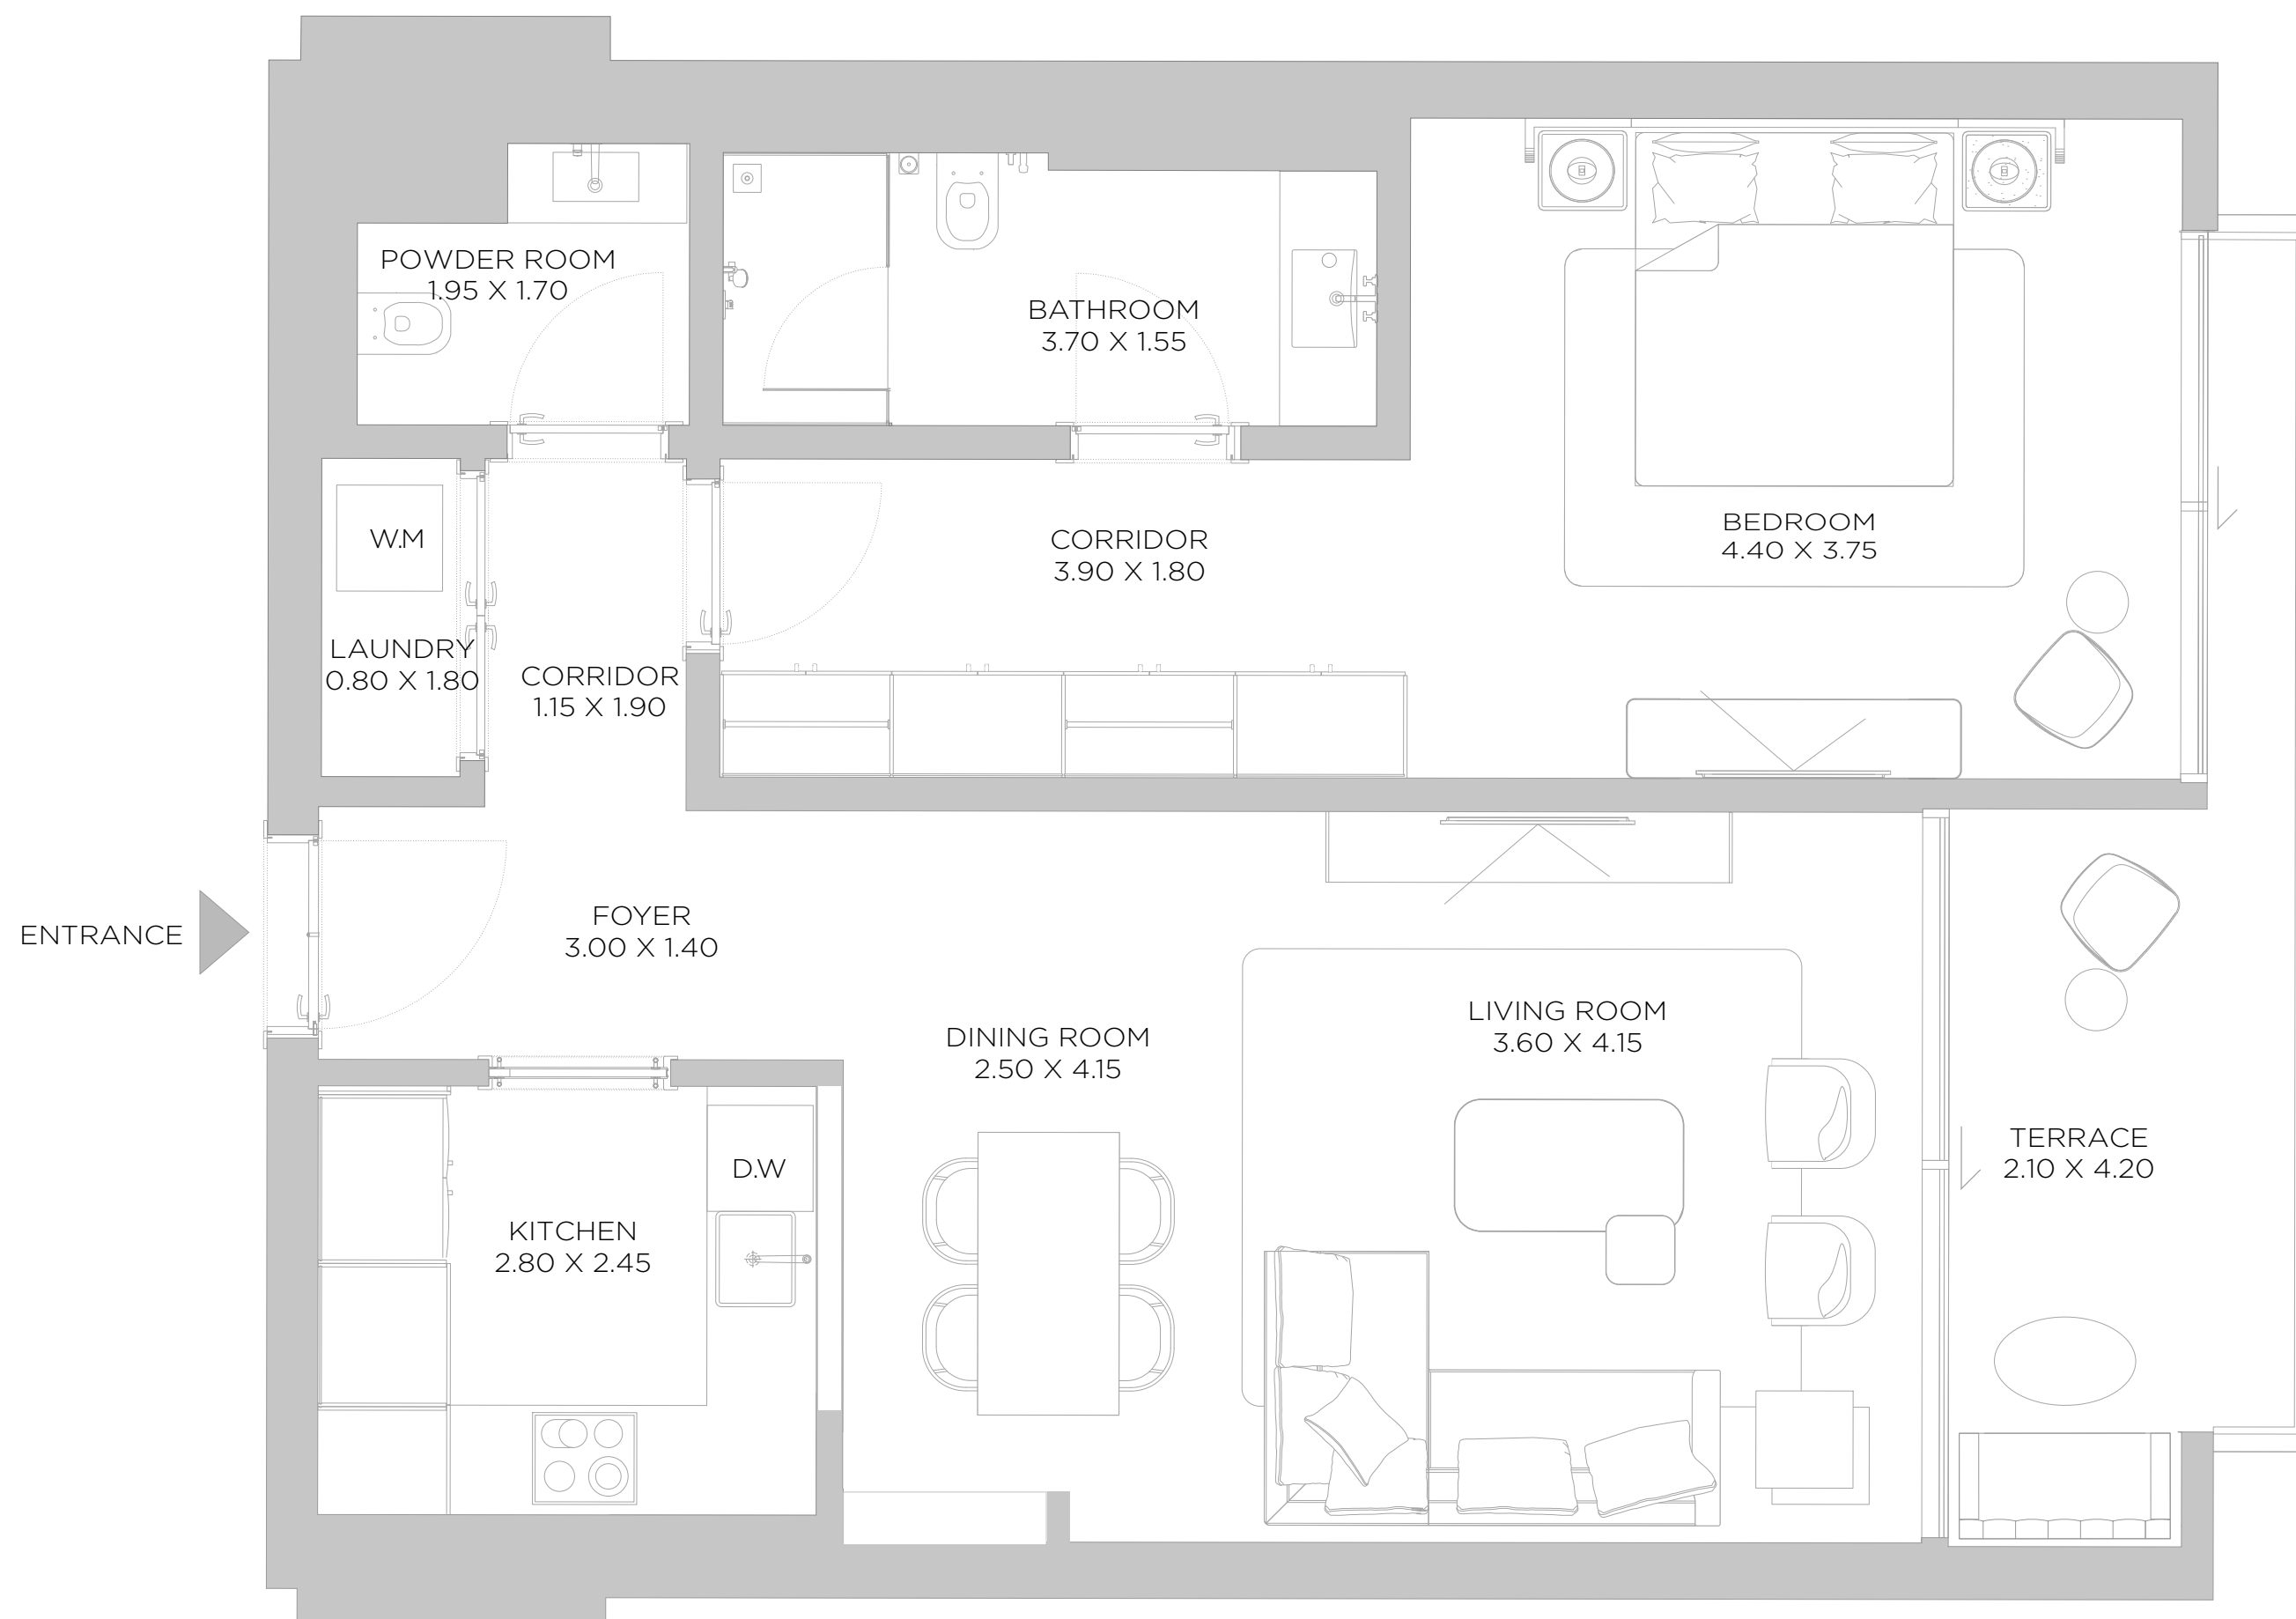 POWDER ROOM
1.95 X 1.70
BATHROOM
3.70 X 1.55
W.M
CORRIDOR
3.90 X 1.80
BEDROOM
4.40 X 3.75
LAUNDRY
0.80 X 1.80
CORRIDOR
1.15 X 1.90
ENTRANCE
FOYER
3.00 X 1.40
DINING ROOM
2.50 X 4.15
LIVING ROOM
3.60 X 4.15
TERRACE
2.10 X 4.20
D.W
KITCHEN
2.80 X 2.45